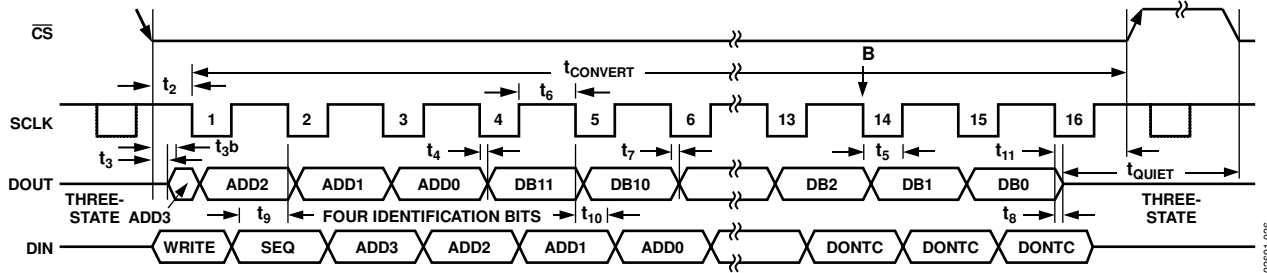 CS
B
tCONVERT
t2
t6
SCLK 1 2 3 4 5 6 13 14 15 16
t3 t3b t4 t7 t5 t11 tQUIET
DOUT ADD2 ADD1 ADD0 DB11 DB10 DB2 DB1 DB0
THREE-STATE ADD3 t9 FOUR IDENTIFICATION BITS t10 t8 THREE-STATE
DIN WRITE SEQ ADD3 ADD2 ADD1 ADD0 DONTC DONTC DONTC